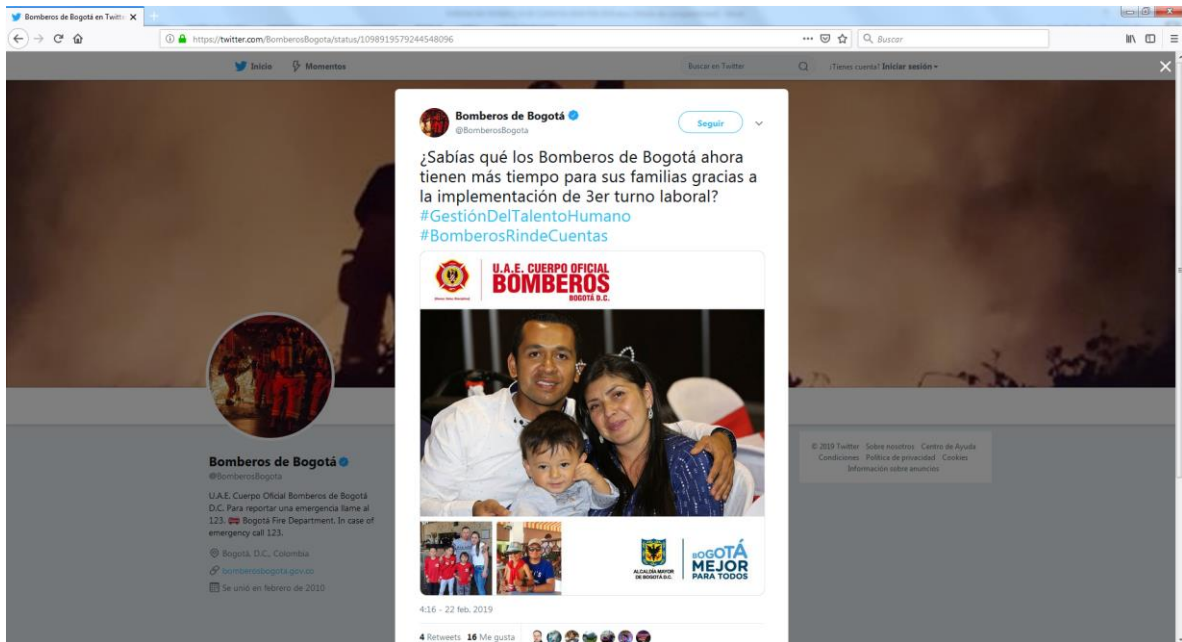 Bomberos de Bogotá en Twitte
https://twitter.com/BomberosBogota/status/1098919579244548096
Buscar
Inicio
Momentos
Buscar en Twitter
¿Tienes cuenta? Iniciar sesión
Bomberos de Bogotá
@BomberosBogota
Seguir
¿Sabías qué los Bomberos de Bogotá ahora
tienen más tiempo para sus familias gracias a
la implementación de 3er turno laboral?
#GestiónDelTalentoHumano
#BomberosRindeCuentas
U.A.E. CUERPO OFICIAL
BOMBEROS
BOGOTÁ D.C.
ALCALDÍA MAYOR
DE BOGOTÁ D.C.
BOGOTÁ
MEJOR
PARA TODOS
4:16 - 22 feb. 2019
4 Retweets 16 Me gusta
Bomberos de Bogotá
@BomberosBogota
U.A.E. Cuerpo Oficial Bomberos de Bogotá
D.C. Para reportar una emergencia llame al
123. Bogotá Fire Department. In case of
emergency call 123.
Bogotá, D.C., Colombia
bomberosbogota.gov.co
Se unió en febrero de 2010
© 2019 Twitter Sobre nosotros Centro de Ayuda
Condiciones Política de privacidad Cookies
Información sobre anuncios